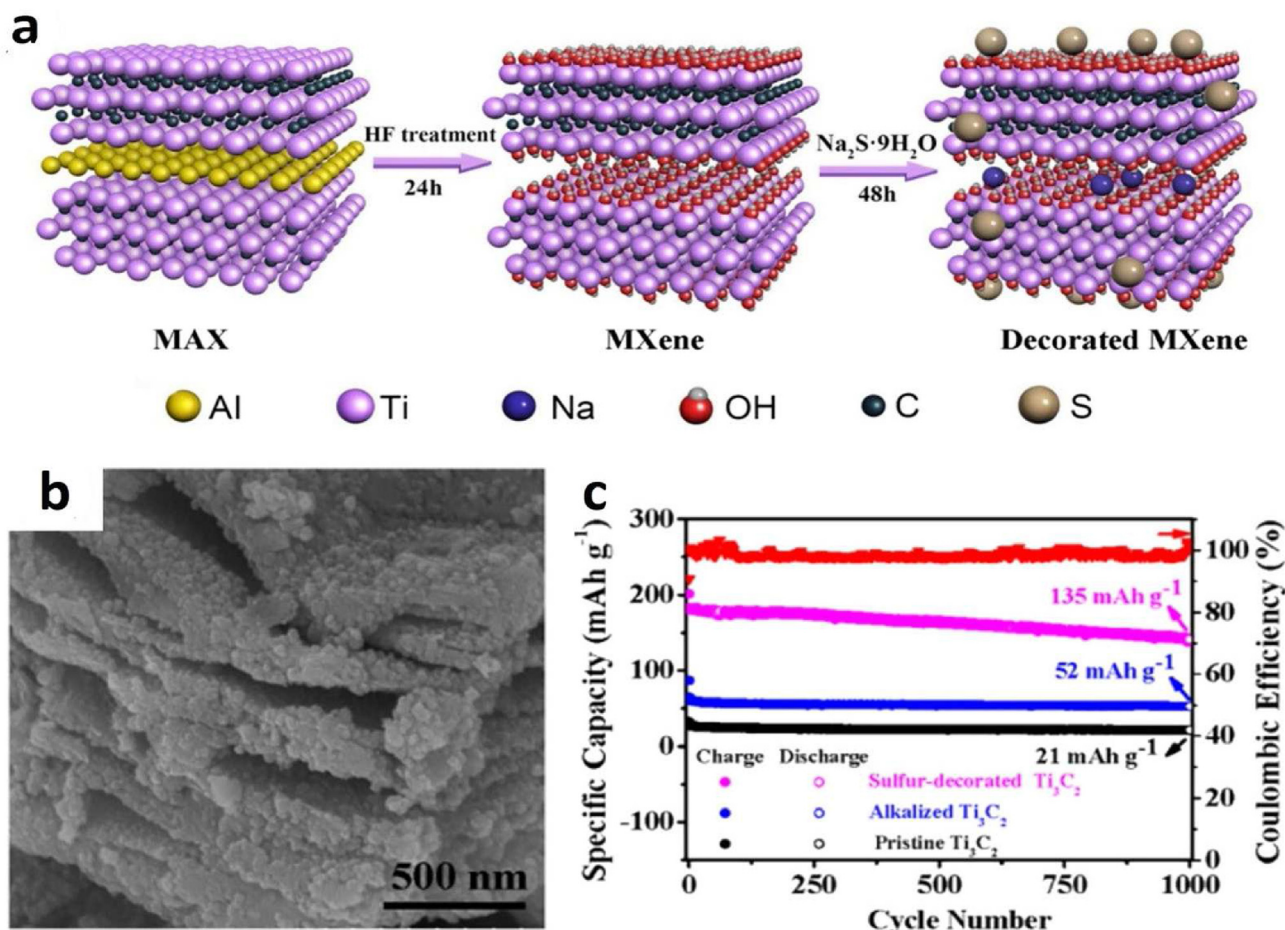 a
HF treatment
24h
Na₂S·9H₂O
48h
MAX
MXene
Decorated MXene
Al
Ti
Na
OH
C
S
b
500 nm
c
Specific Capacity (mAh g⁻¹)
300
200
100
0
-100
135 mAh g⁻¹
52 mAh g⁻¹
21 mAh g⁻¹
Charge Discharge
Sulfur-decorated Ti₃C₂
Alkalized Ti₃C₂
Pristine Ti₃C₂
0 250 500 750 1000
Cycle Number
100
80
60
40
20
0
Coulombic Efficiency (%)